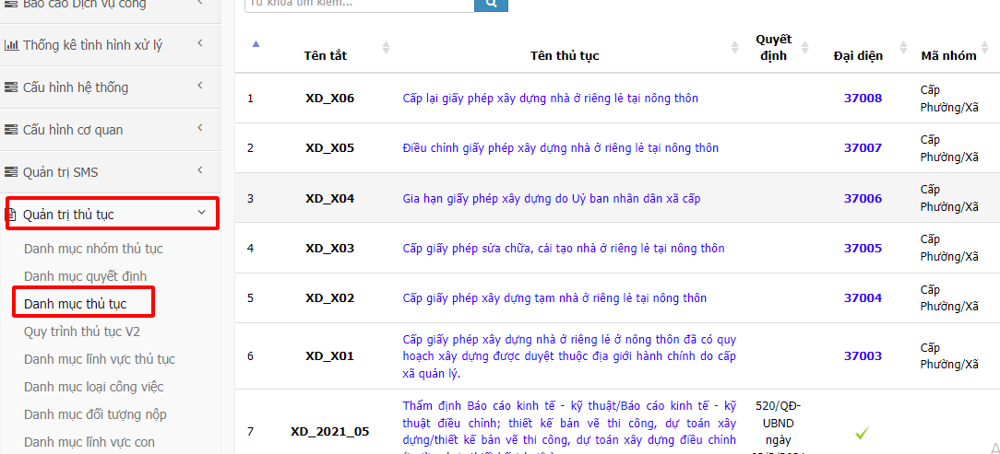 Báo cáo Dịch vụ công
Thống kê tình hình xử lý
Cấu hình hệ thống
Cấu hình cơ quan
Quản trị SMS
Quản trị thủ tục
Danh mục nhóm thủ tục
Danh mục quyết định
Danh mục thủ tục
Quy trình thủ tục V2
Danh mục lĩnh vực thủ tục
Danh mục loại công việc
Danh mục đối tượng nộp
Danh mục lĩnh vực con
Từ khóa tìm kiếm...
Tên tắt
Tên thủ tục
Quyết
định
Đại diện
Mã nhóm
1
XD_X06
Cấp lại giấy phép xây dựng nhà ở riêng lẻ tại nông thôn
37008
Cấp
Phường/Xã
2
XD_X05
Điều chỉnh giấy phép xây dựng nhà ở riêng lẻ tại nông thôn
37007
Cấp
Phường/Xã
3
XD_X04
Gia hạn giấy phép xây dựng do Uỷ ban nhân dân xã cấp
37006
Cấp
Phường/Xã
4
XD_X03
Cấp giấy phép sửa chữa, cải tạo nhà ở riêng lẻ tại nông thôn
37005
Cấp
Phường/Xã
5
XD_X02
Cấp giấy phép xây dựng tạm nhà ở riêng lẻ tại nông thôn
37004
Cấp
Phường/Xã
6
XD_X01
Cấp giấy phép xây dựng nhà ở riêng lẻ ở nông thôn đã có quy
hoạch xây dựng được duyệt thuộc địa giới hành chính do cấp
xã quản lý.
37003
Cấp
Phường/Xã
7
XD_2021_05
Thẩm định Báo cáo kinh tế - kỹ thuật/Báo cáo kinh tế - kỹ
thuật điều chỉnh; thiết kế bản vẽ thi công, dự toán xây
dựng/thiết kế bản vẽ thi công, dự toán xây dựng điều chỉnh
520/QĐ-
UBND
ngày